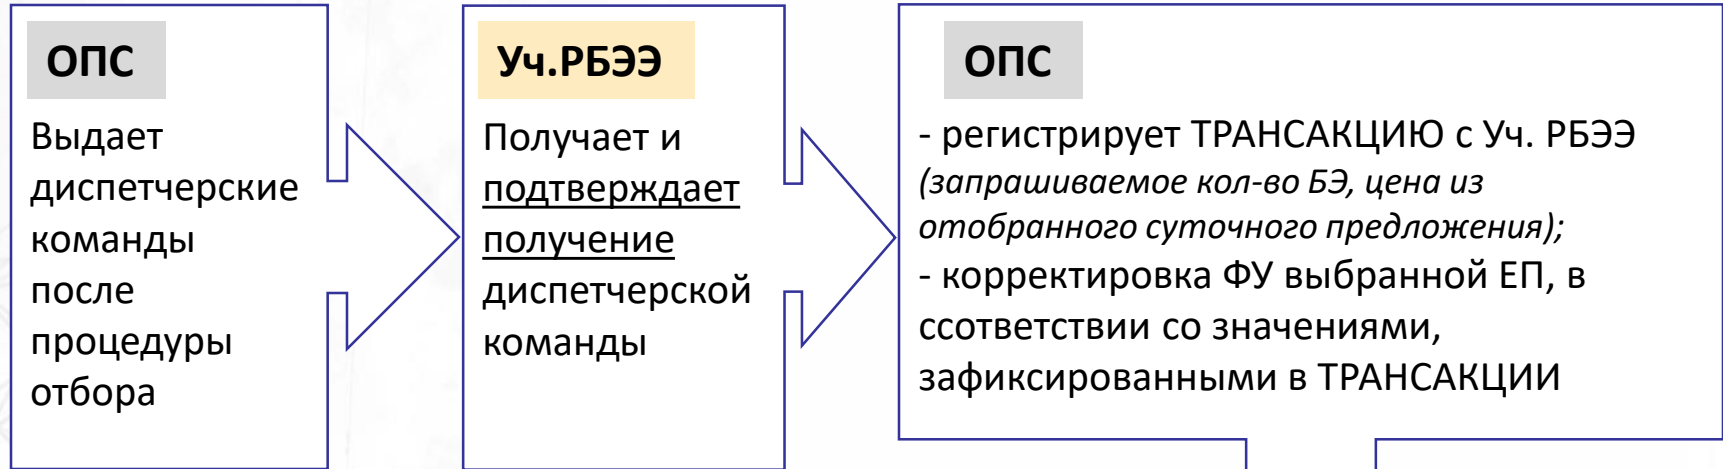 ОПС
Выдает
диспетчерские
команды
после
процедуры
отбора
Уч.РБЭЭ
Получает и
подтверждает
получение
диспетчерской
команды
ОПС
- регистрирует ТРАНСАКЦИЮ с Уч. РБЭЭ
(запрашиваемое кол-во БЭ, цена из
отобранного суточного предложения);
- корректировка ФУ выбранной ЕП, в
ссответствии со значениями,
зафиксированными в ТРАНСАКЦИИ